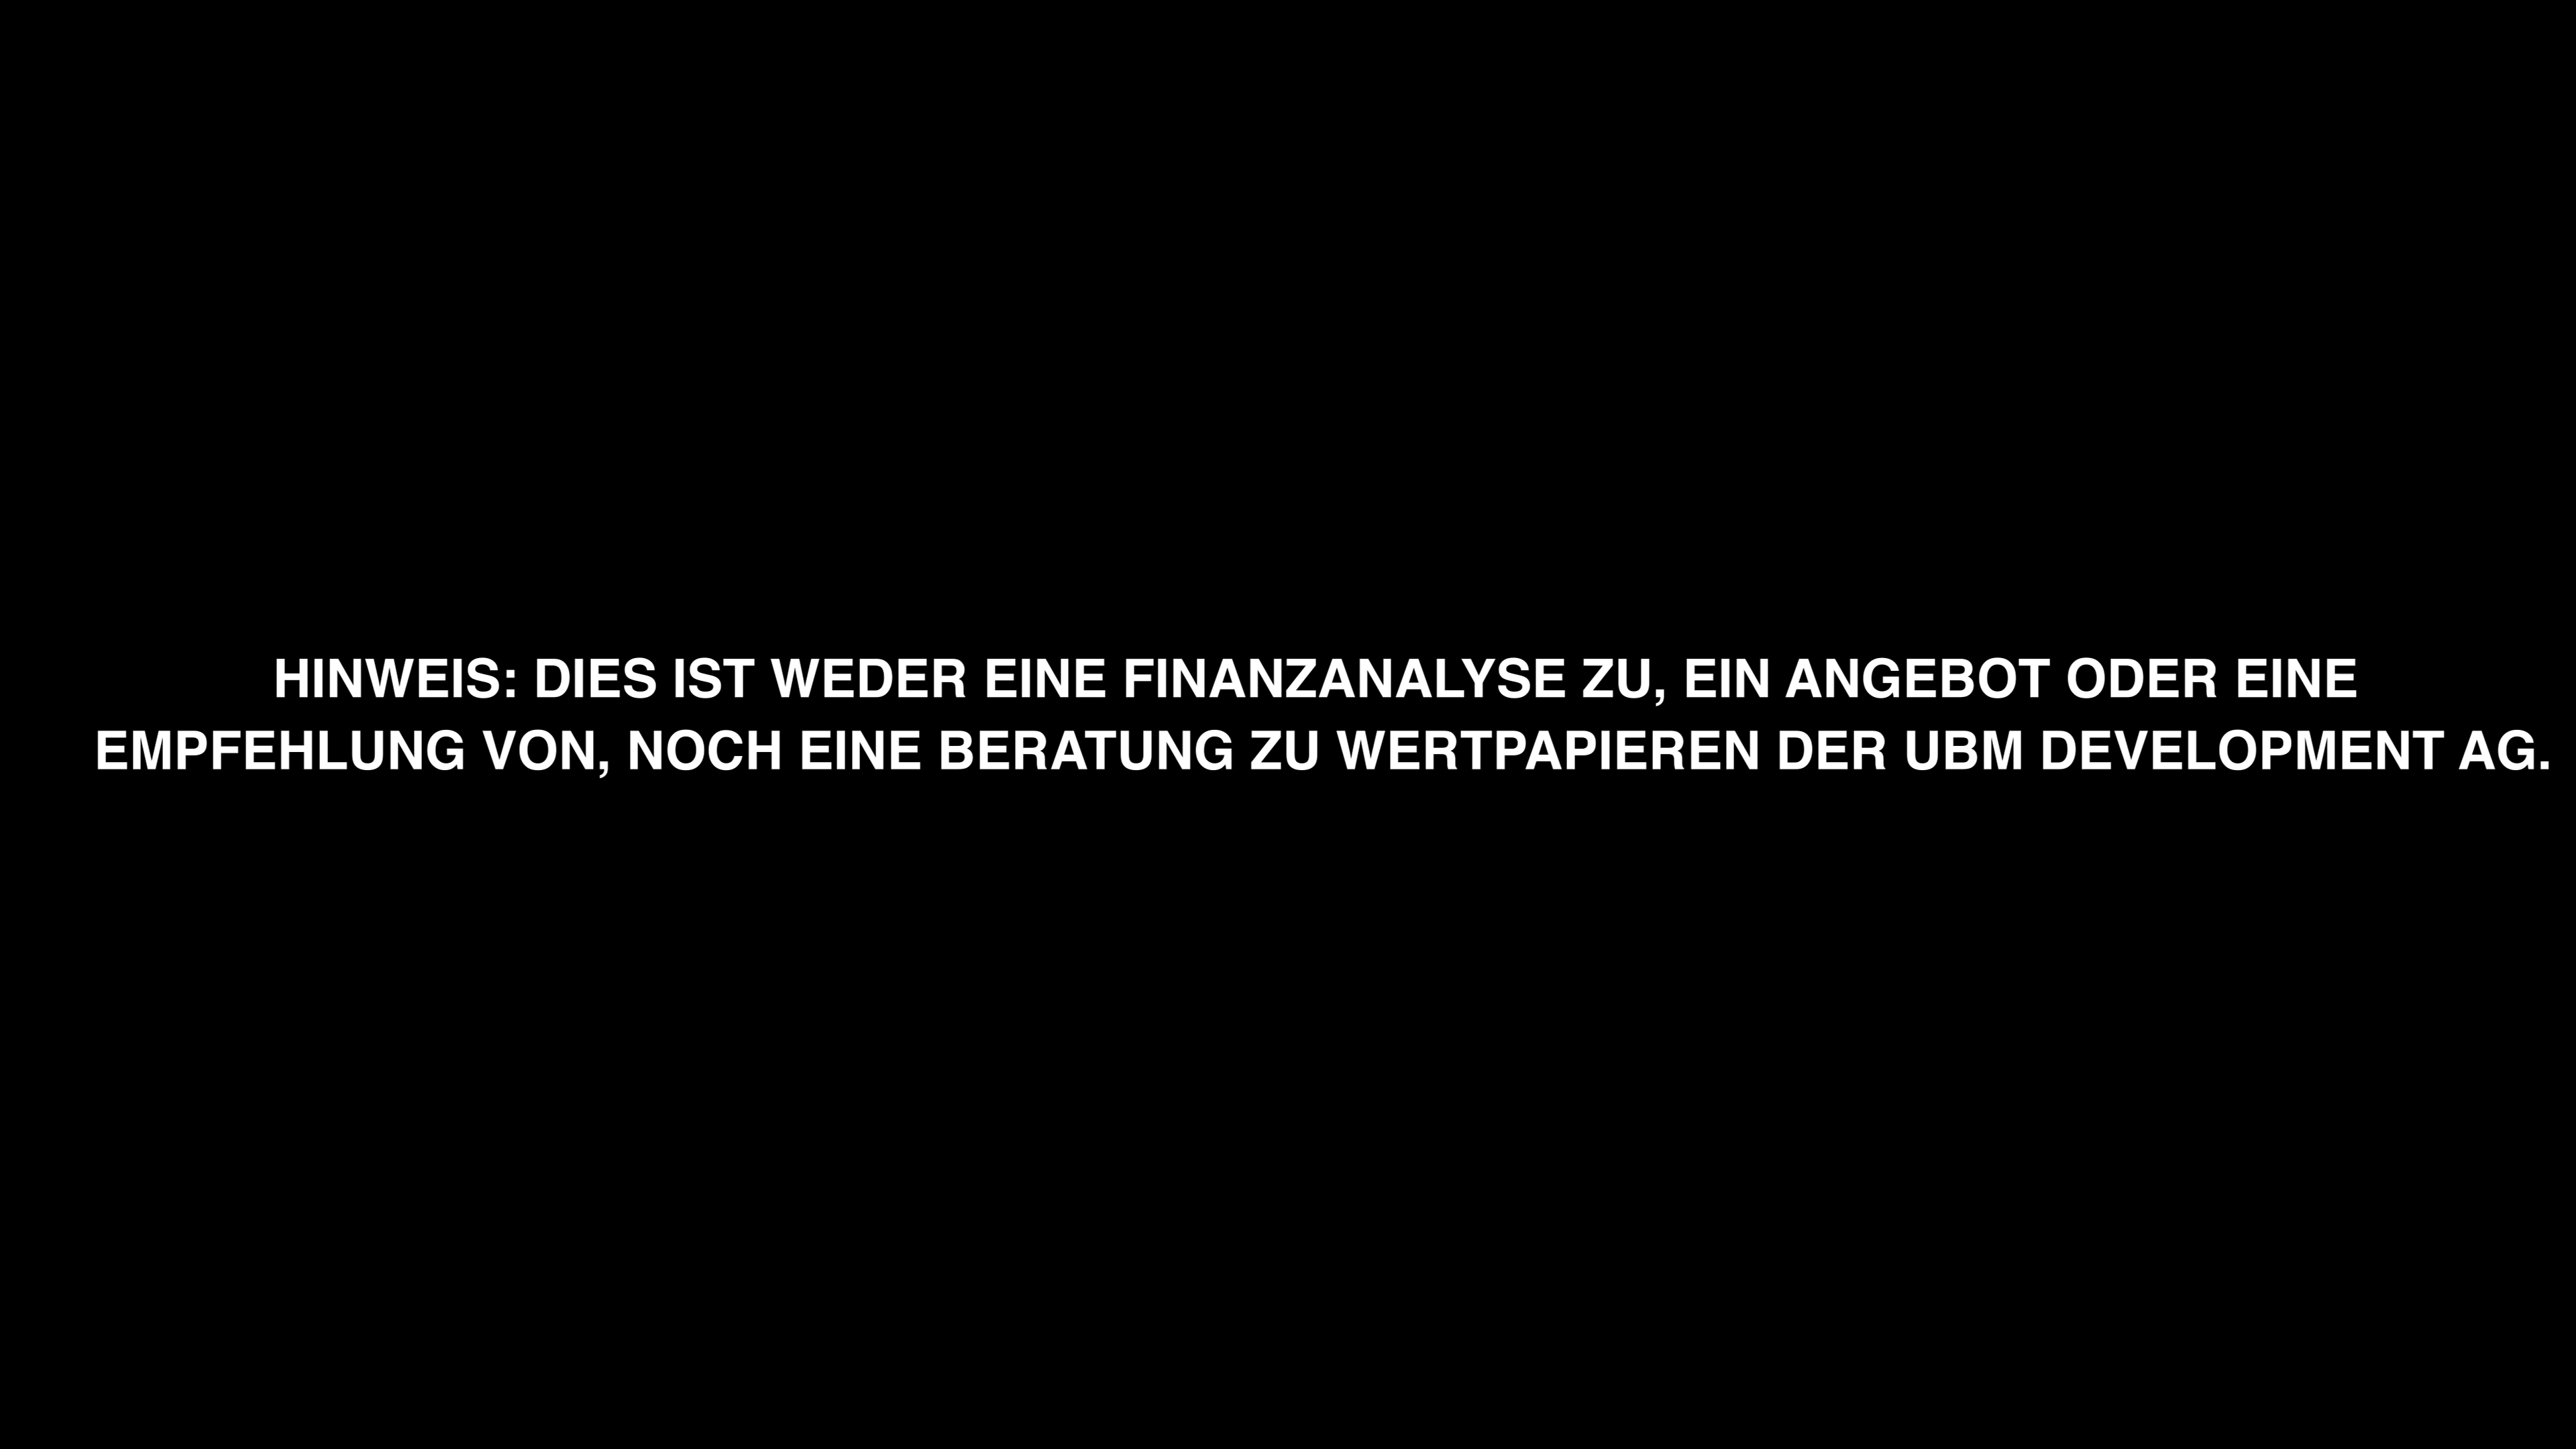 HINWEIS: DIES IST WEDER EINE FINANZANALYSE ZU, EIN ANGEBOT ODER EINE
EMPFEHLUNG VON, NOCH EINE BERATUNG ZU WERTPAPIEREN DER UBM DEVELOPMENT AG.